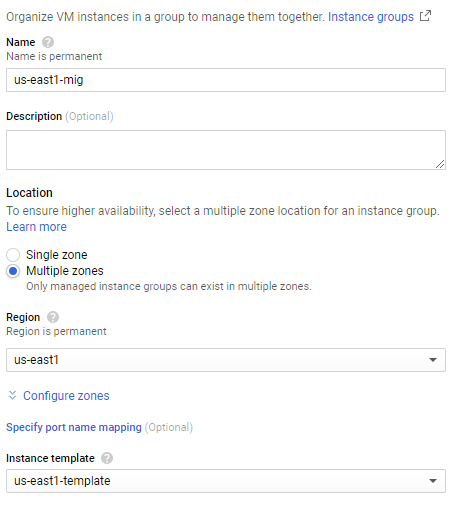 Organize VM instances in a group to manage them together. Instance groups
Name
Name is permanent
us-east1-mig
Description (Optional)
Location
To ensure higher availability, select a multiple zone location for an instance group.
Learn more
Single zone
Multiple zones
Only managed instance groups can exist in multiple zones.
Region
Region is permanent
us-east1
Configure zones
Specify port name mapping (Optional)
Instance template
us-east1-template